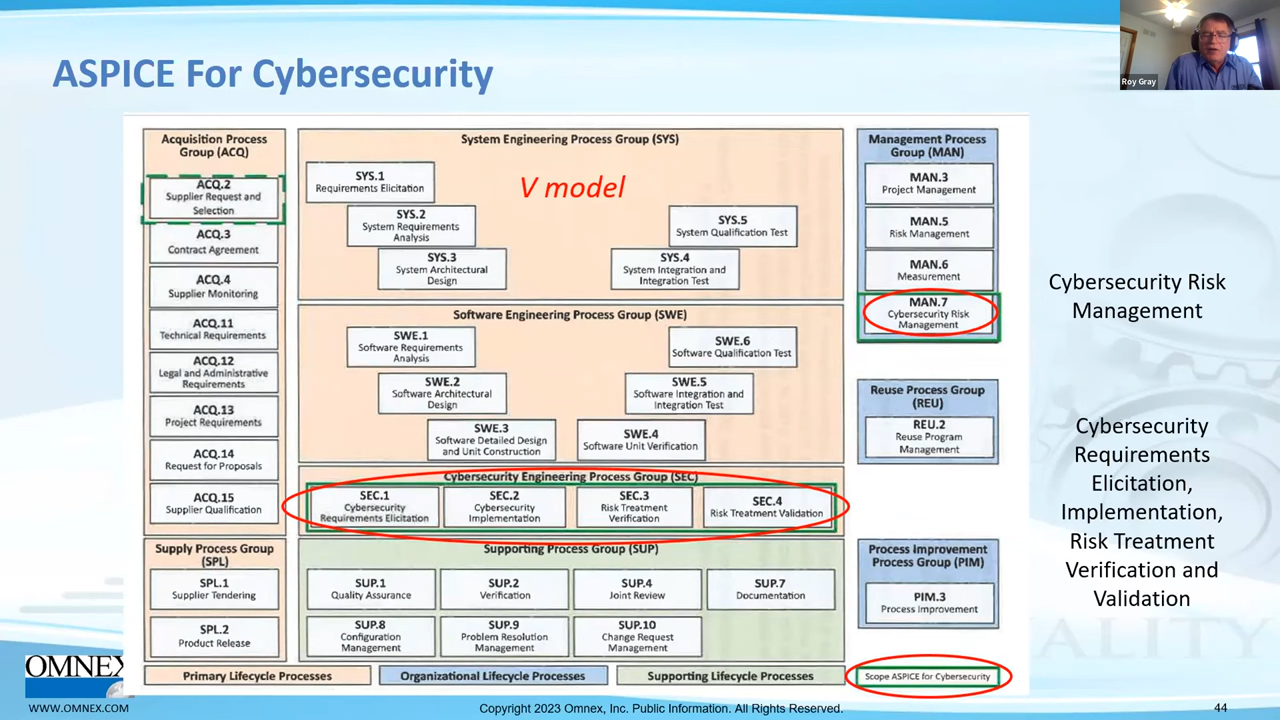 Roy Gray
ASPICE For Cybersecurity
Acquisition Process
Group (ACQ)
ACQ.2
Supplier Request and
Selection
ACQ.3
Contract Agreement
ACQ.4
Supplier Monitoring
ACQ.11
Technical Requirements
ACQ.12
Legal and Administrative
Requirements
ACQ.13
Project Requirements
ACQ.14
Request for Proposals
ACQ.15
Supplier Qualification
System Engineering Process Group (SYS)
V model
SYS.1
Requirements Elicitation
SYS.2
System Requirements
Analysis
SYS.3
System Architectural
Design
SYS.5
System Qualification Test
SYS.4
System Integration and
Integration Test
Software Engineering Process Group (SWE)
SWE.1
Software Requirements
Analysis
SWE.2
Software Architectural
Design
SWE.3
Software Detailed Design
and Unit Construction
SWE.6
Software Qualification Test
SWE.5
Software Integration and
Integration Test
SWE.4
Software Unit Verification
Cybersecurity Engineering Process Group (SEC)
SEC.1
Cybersecurity
Requirements Elicitation
SEC.2
Cybersecurity
Implementation
SEC.3
Risk Treatment
Verification
SEC.4
Risk Treatment Validation
Management Process
Group (MAN)
MAN.3
Project Management
MAN.5
Risk Management
MAN.6
Measurement
MAN.7
Cybersecurity Risk
Management
Reuse Process Group
(REU)
REU.2
Reuse Program
Management
Cybersecurity Risk
Management
Cybersecurity
Requirements
Elicitation,
Implementation,
Risk Treatment
Verification and
Validation
Supply Process Group
(SPL)
SPL.1
Supplier Tendering
SPL.2
Product Release
Supporting Process Group (SUP)
SUP.1
Quality Assurance
SUP.2
Verification
SUP.4
Joint Review
SUP.7
Documentation
SUP.8
Configuration
Management
SUP.9
Problem Resolution
Management
SUP.10
Change Request
Management
Process Improvement
Process Group (PIM)
PIM.3
Process Improvement
Primary Lifecycle Processes
Organizational Lifecycle Processes
Supporting Lifecycle Processes
Scope ASPICE for Cybersecurity
ALITY
OMNEX
WWW.OMNEX.COM
Copyright 2023 Omnex, Inc. Public Information. All Rights Reserved.
44